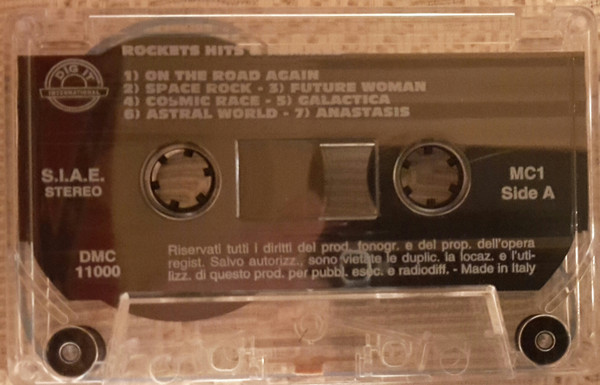 ROCKETS HITS
DIG IT
INTERNATIONAL
1) ON THE ROAD AGAIN
2) SPACE ROCK - 3) FUTURE WOMAN
4) COSMIC RACE - 5) GALACTICA
6) ASTRAL WORLD - 7) ANASTASIS
S.I.A.E.
STEREO
MC1
Side A
DMC
11000
Riservati tutti i diritti del prod. fonogr. e del prop. dell'opera
regist. Salvo autorizz., sono vietate le duplic. la locaz. e l'uti-
lizz. di questo prod. per pubbl. esec. e radiodiff. - Made in Italy